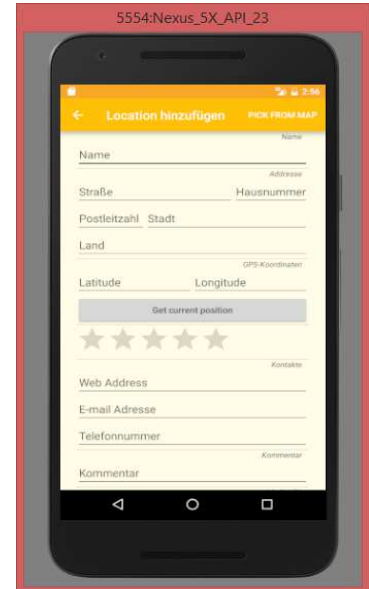 5554:Nexus_5X_API_23
2:56
Location hinzufügen PICK FROM MAP
Name
Name
Addresse
Straße Hausnummer
Postleitzahl Stadt
Land
GPS-Koordinaten
Latitude Longitude
Get current position
Kontakte
Web Address
E-mail Adresse
Telefonnummer
Kommentar
Kommentar